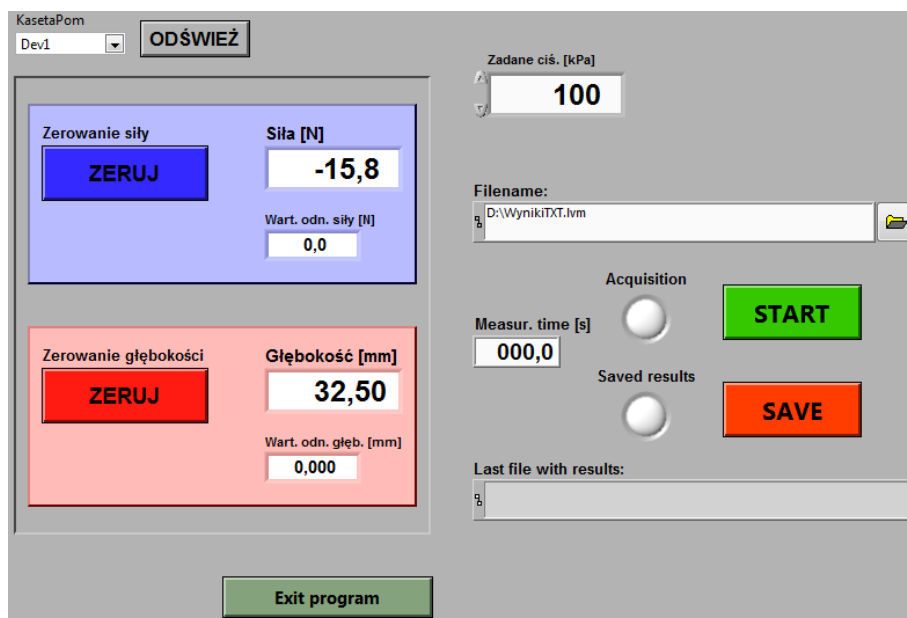 KasetaPom
Dev1
ODŚWIEŻ
Zadane ciś. [kPa]
100
Zerowanie siły
Siła [N]
ZERUJ
-15,8
Wart. odn. siły [N]
0,0
Filename:
D:\WynikiTXT.lvm
Acquisition
START
Measur. time [s]
000,0
Zerowanie głębokości
Głębokość [mm]
ZERUJ
32,50
Wart. odn. głęb. [mm]
0,000
Saved results
SAVE
Last file with results:
Exit program